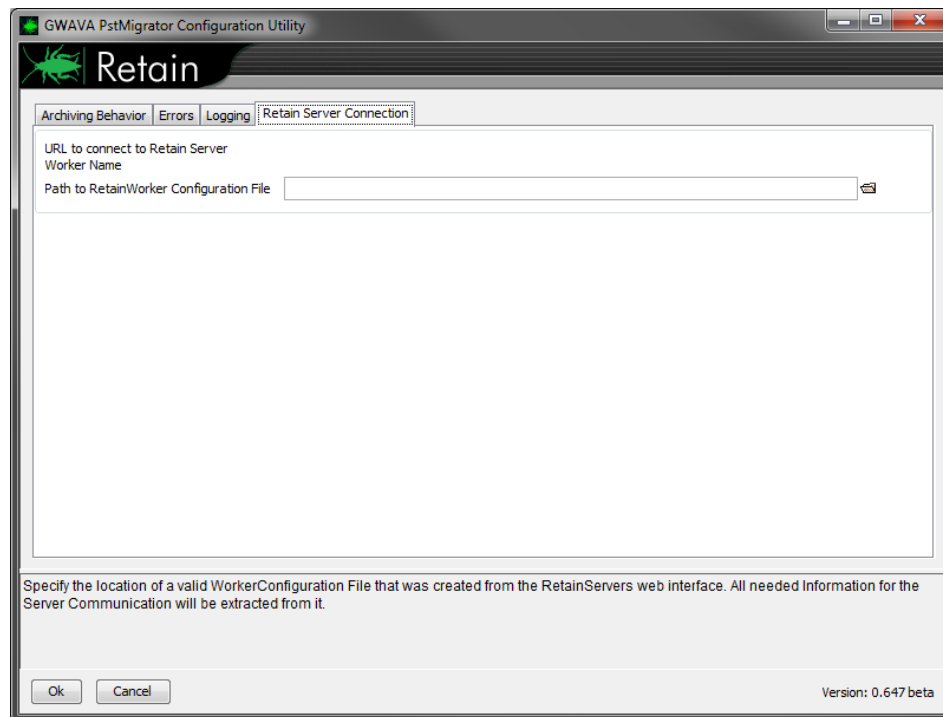 GWAVA PstMigrator Configuration Utility
Retain
Archiving Behavior Errors Logging Retain Server Connection
URL to connect to Retain Server
Worker Name
Path to RetainWorker Configuration File
Specify the location of a valid WorkerConfiguration File that was created from the RetainServers web interface. All needed Information for the
Server Communication will be extracted from it.
Ok Cancel Version: 0.647 beta